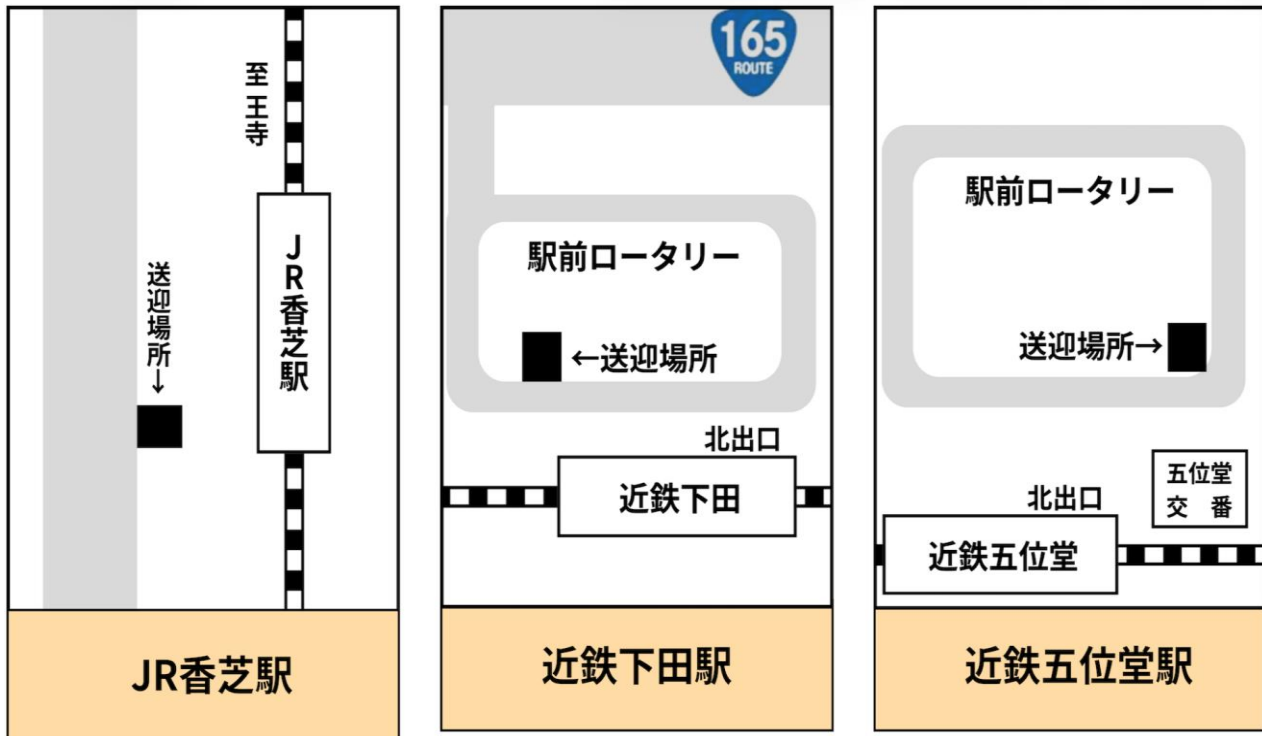 至 王寺
JR香芝駅
送迎場所→
JR香芝駅
165
ROUTE
駅前ロータリー
←送迎場所
北出口
近鉄下田
近鉄下田駅
駅前ロータリー
送迎場所→
五位堂
交 番
北出口
近鉄五位堂
近鉄五位堂駅